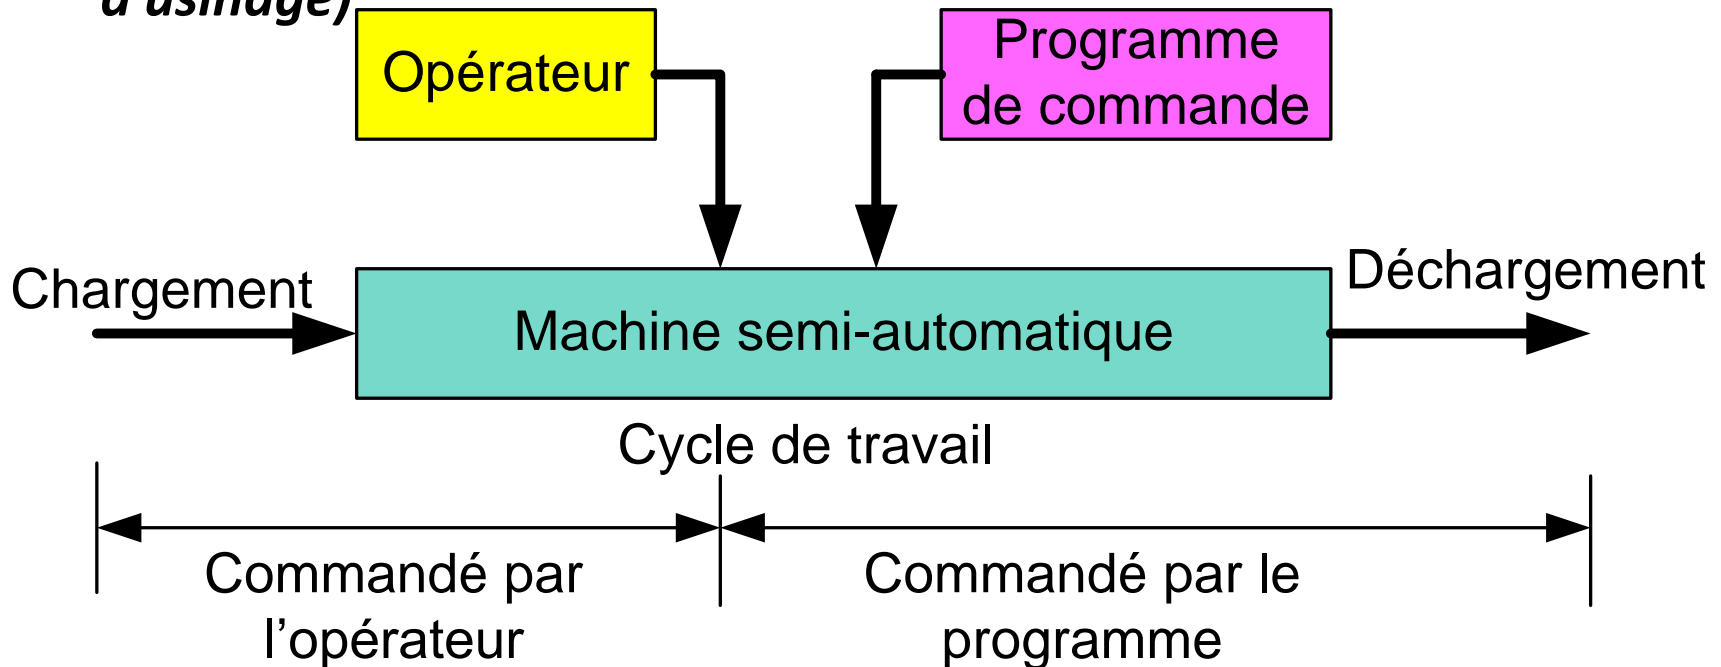 d'usinage)
Opérateur
Programme
de commande
Chargement
Machine semi-automatique
Déchargement
Cycle de travail
Commandé par
l’opérateur
Commandé par le
programme